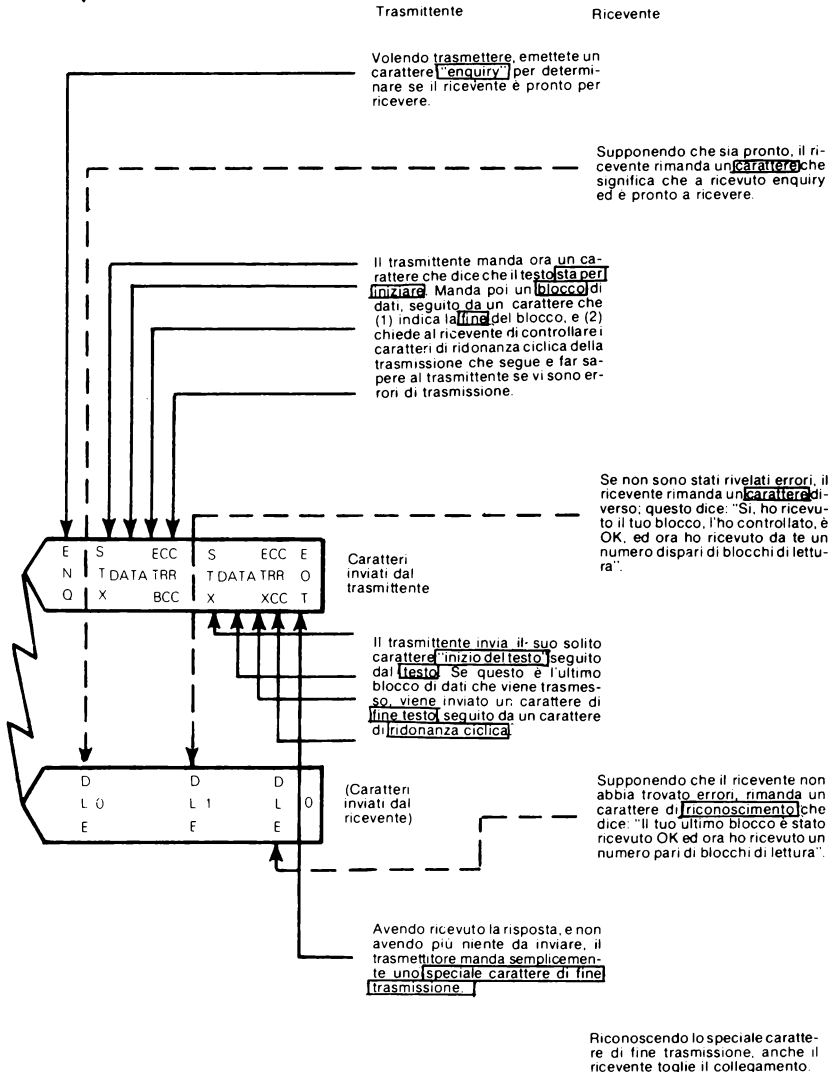 Trasmittente
Ricevente
Volendo trasmettere, emettete un
carattere "enquiry" per determi-
nare se il ricevente è pronto per
ricevere.
Supponendo che sia pronto, il ri-
cevente rimanda un carattere che
significa che a ricevuto enquiry
ed è pronto a ricevere.
Il trasmittente manda ora un ca-
rattere che dice che il testo sta per
iniziare. Manda poi un blocco di
dati, seguito da un carattere che
(1) indica la fine del blocco, e (2)
chiede al ricevente di controllare i
caratteri di ridonanza ciclica della
trasmissione che segue e far sa-
pere al trasmittente se vi sono er-
rori di trasmissione.
Se non sono stati rivelati errori, il
ricevente rimanda un carattere di-
verso; questo dice: "Si, ho ricevu-
to il tuo blocco, l'ho controllato, è
OK, ed ora ho ricevuto da te un
numero dispari di blocchi di lettu-
ra".
E S ECC S ECC E
N T DATA TRR T DATA TRR O
Q X BCC X XCC T
Caratteri
inviati dal
trasmittente
Il trasmittente invia il suo solito
carattere "inizio del testo" seguito
dal testo. Se questo è l'ultimo
blocco di dati che viene trasmes-
so, viene inviato un carattere di
fine testo, seguito da un carattere
di ridonanza ciclica.
D D D
L 0 L 1 L 0
E E E
(Caratteri
inviati dal
ricevente)
Supponendo che il ricevente non
abbia trovato errori, rimanda un
carattere di riconoscimento che
dice: "Il tuo ultimo blocco è stato
ricevuto OK ed ora ho ricevuto un
numero pari di blocchi di lettura".
Avendo ricevuto la risposta, e non
avendo più niente da inviare, il
trasmettitore manda semplicemen-
te uno speciale carattere di fine
trasmissione.
Riconoscendo lo speciale caratte-
re di fine trasmissione, anche il
ricevente toglie il collegamento.